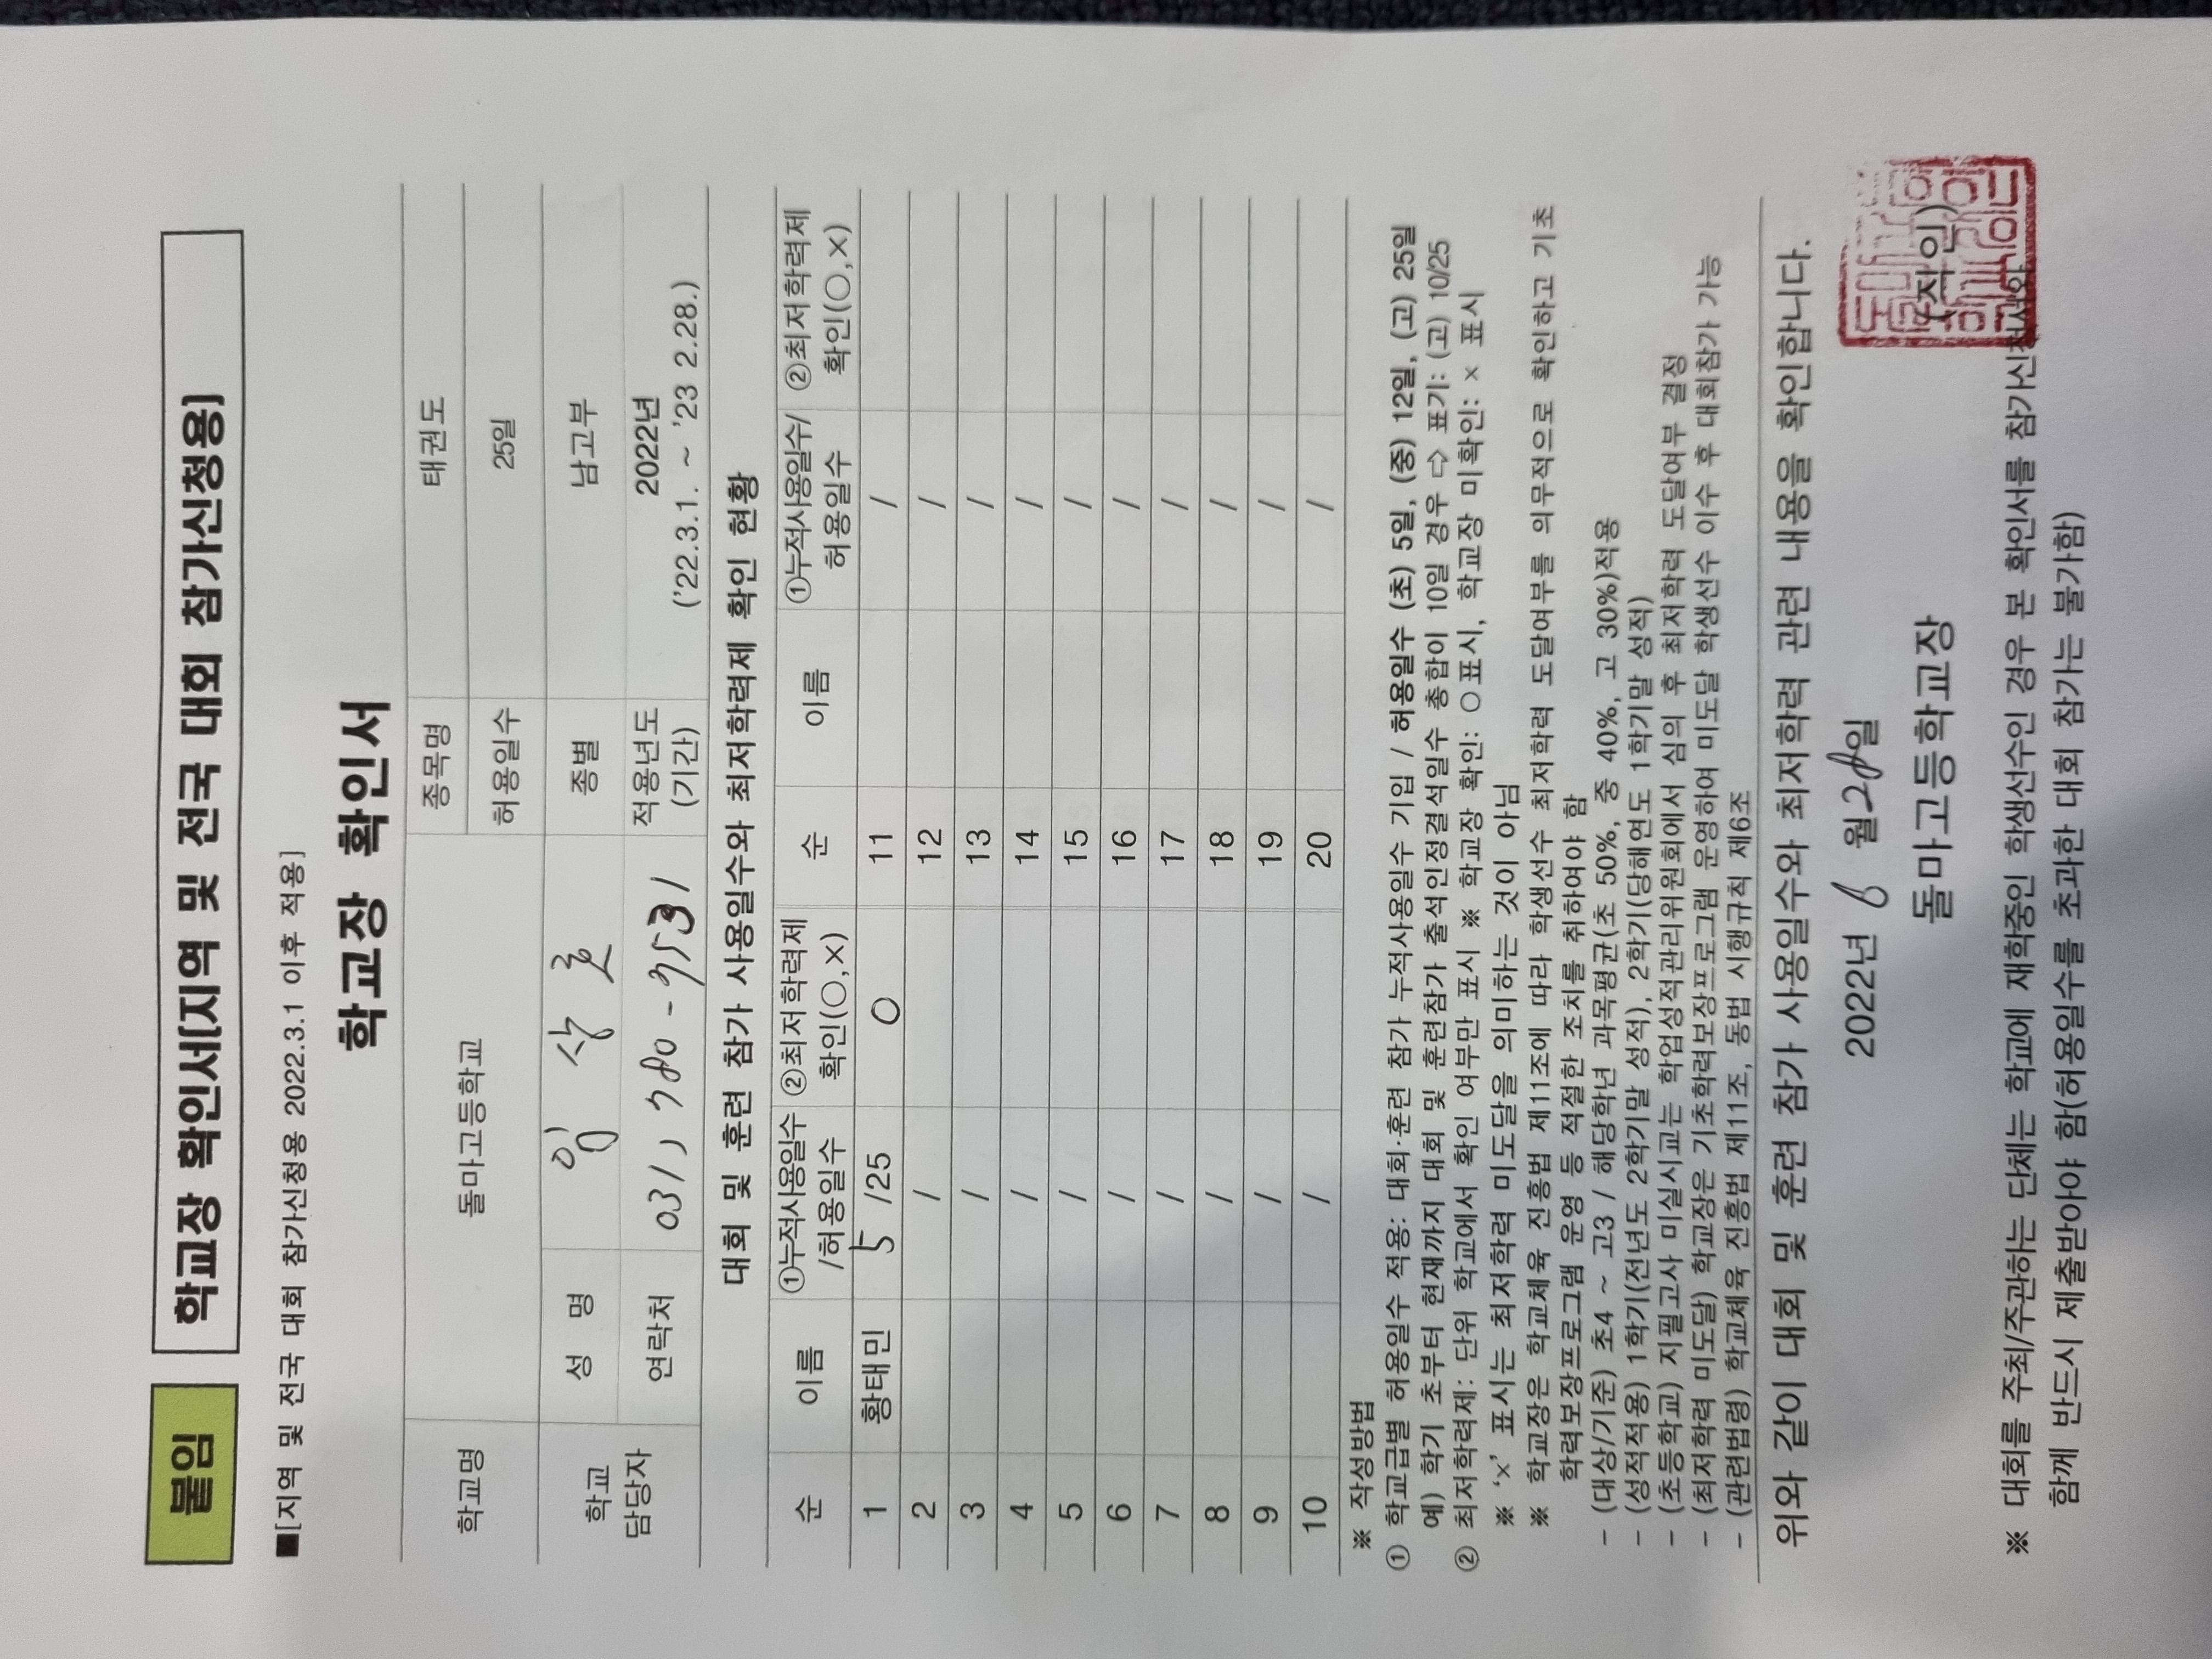 붙임 학교장 확인서[지역 및 전국 대회 참가신청용]
■[지역 및 전국 대회 참가신청용 2022.3.1 이후 적용]
학교장 확인서
학교명 돌마고등학교 종목명 태권도
허용일수 25일
학교 담당자 성 명 임 상 종별 남고부
연락처 031, 780-9531 적용년도 (기간) 2022년 ('22.3.1. ~ '23 2.28.)
대회 및 훈련 참가 사용일수와 최저학력제 확인 현황
순 이름 ①누적사용일수/허용일수 ②최저학력제 확인(○,×) 순 이름 ①누적사용일수/허용일수 ②최저학력제 확인(○,×)
1 황태민 5 /25 O 11 /
2 / 12 /
3 / 13 /
4 / 14 /
5 / 15 /
6 / 16 /
7 / 17 /
8 / 18 /
9 / 19 /
10 / 20 /
※ 작성방법
① 학교급별 허용일수 적용: 대회·훈련 참가 누적사용일수 기입 / 허용일수 (초) 5일, (중) 12일, (고) 25일
예) 학기 초부터 현재까지 대회 및 훈련참가 출석인정결석일수 총합이 10일 경우 ⇨ 표기: (고) 10/25
② 최저학력제: 단위 학교에서 확인 여부만 표시 ※ 학교장 확인: ○표시, 학교장 미확인: × 표시
※ '×' 표시는 최저학력 미도달을 의미하는 것이 아님
※ 학교장은 학교체육 진흥법 제11조에 따라 학생선수 최저학력 도달여부를 의무적으로 확인하고 기초
학력보장프로그램 운영 등 적절한 조치를 취하여야 함
- (대상/기준) 초4 ~ 고3 / 해당학년 과목평균(초 50%, 중 40%, 고 30%)적용
- (성적적용) 1학기(전년도 2학기말 성적), 2학기(당해연도 1학기말 성적)
- (초등학교) 지필고사 미실시교는 학업성적관리위원회에서 심의 후 최저학력 도달여부 결정
- (최저학력 미도달) 학교장은 기초학력보장프로그램 운영하여 미도달 학생선수 이수 후 대회참가 가능
- (관련법령) 학교체육 진흥법 제11조, 동법 시행규칙 제6조
위와 같이 대회 및 훈련 참가 사용일수와 최저학력 관련 내용을 확인합니다.
2022년 6 월 28일
돌마고등학교장 (직인)
※ 대회를 주최/주관하는 단체는 학교에 재학중인 학생선수인 경우 본 확인서를 참가신청서와
함께 반드시 제출받아야 함(허용일수를 초과한 대회 참가는 불가함)